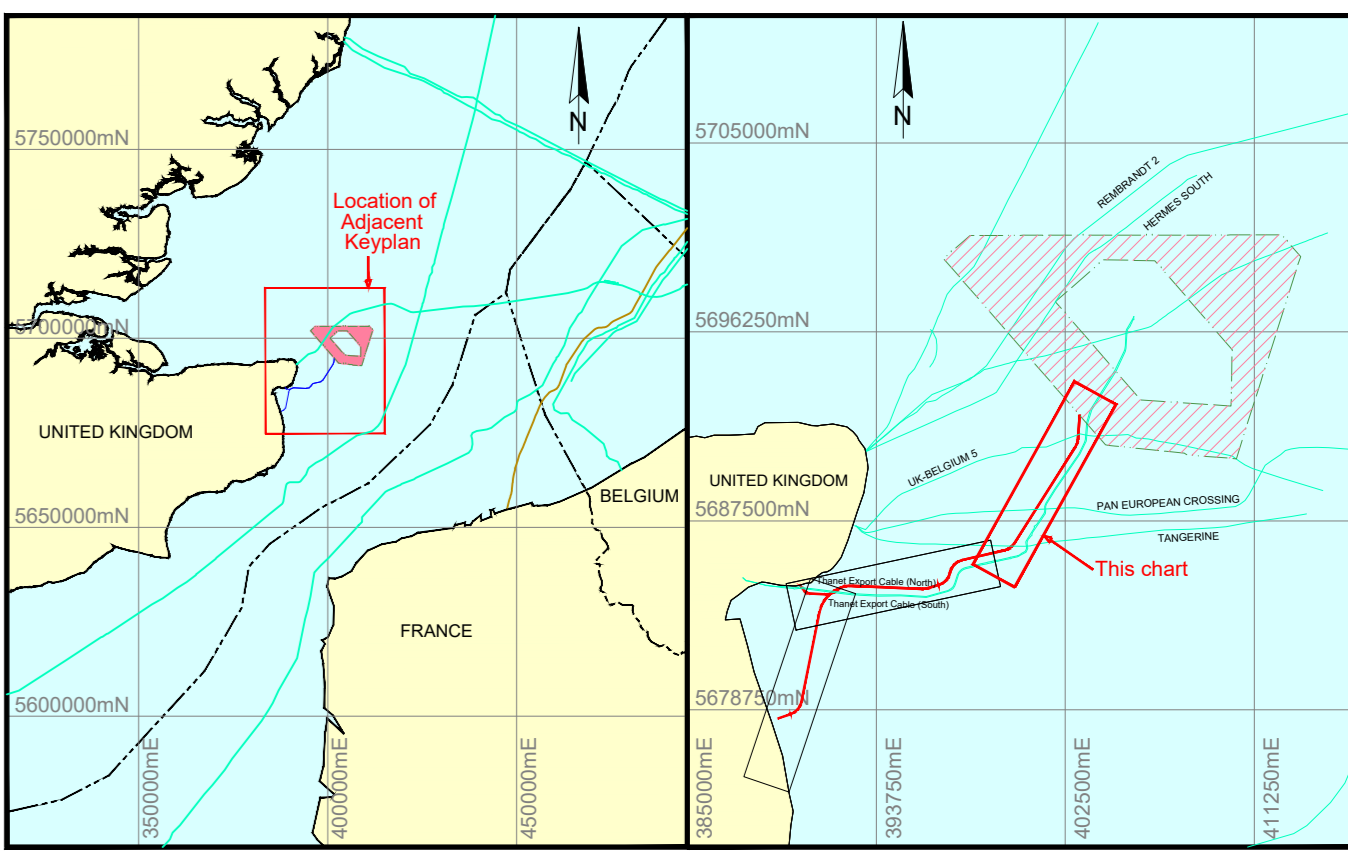 N
5750000mN
Location of
Adjacent
Keyplan
5700000mN
UNITED KINGDOM
BELGIUM
5650000mN
FRANCE
5600000mN
350000mE
400000mE
450000mE
N
5705000mN
REMBRANDT 2
HERMES SOUTH
5696250mN
UK-BELGIUM 5
UNITED KINGDOM
PAN EUROPEAN CROSSING
5687500mN
TANGERINE
This chart
Thanet Export Cable (North)
Thanet Export Cable (South)
5678750mN
385000mE
393750mE
402500mE
411250mE